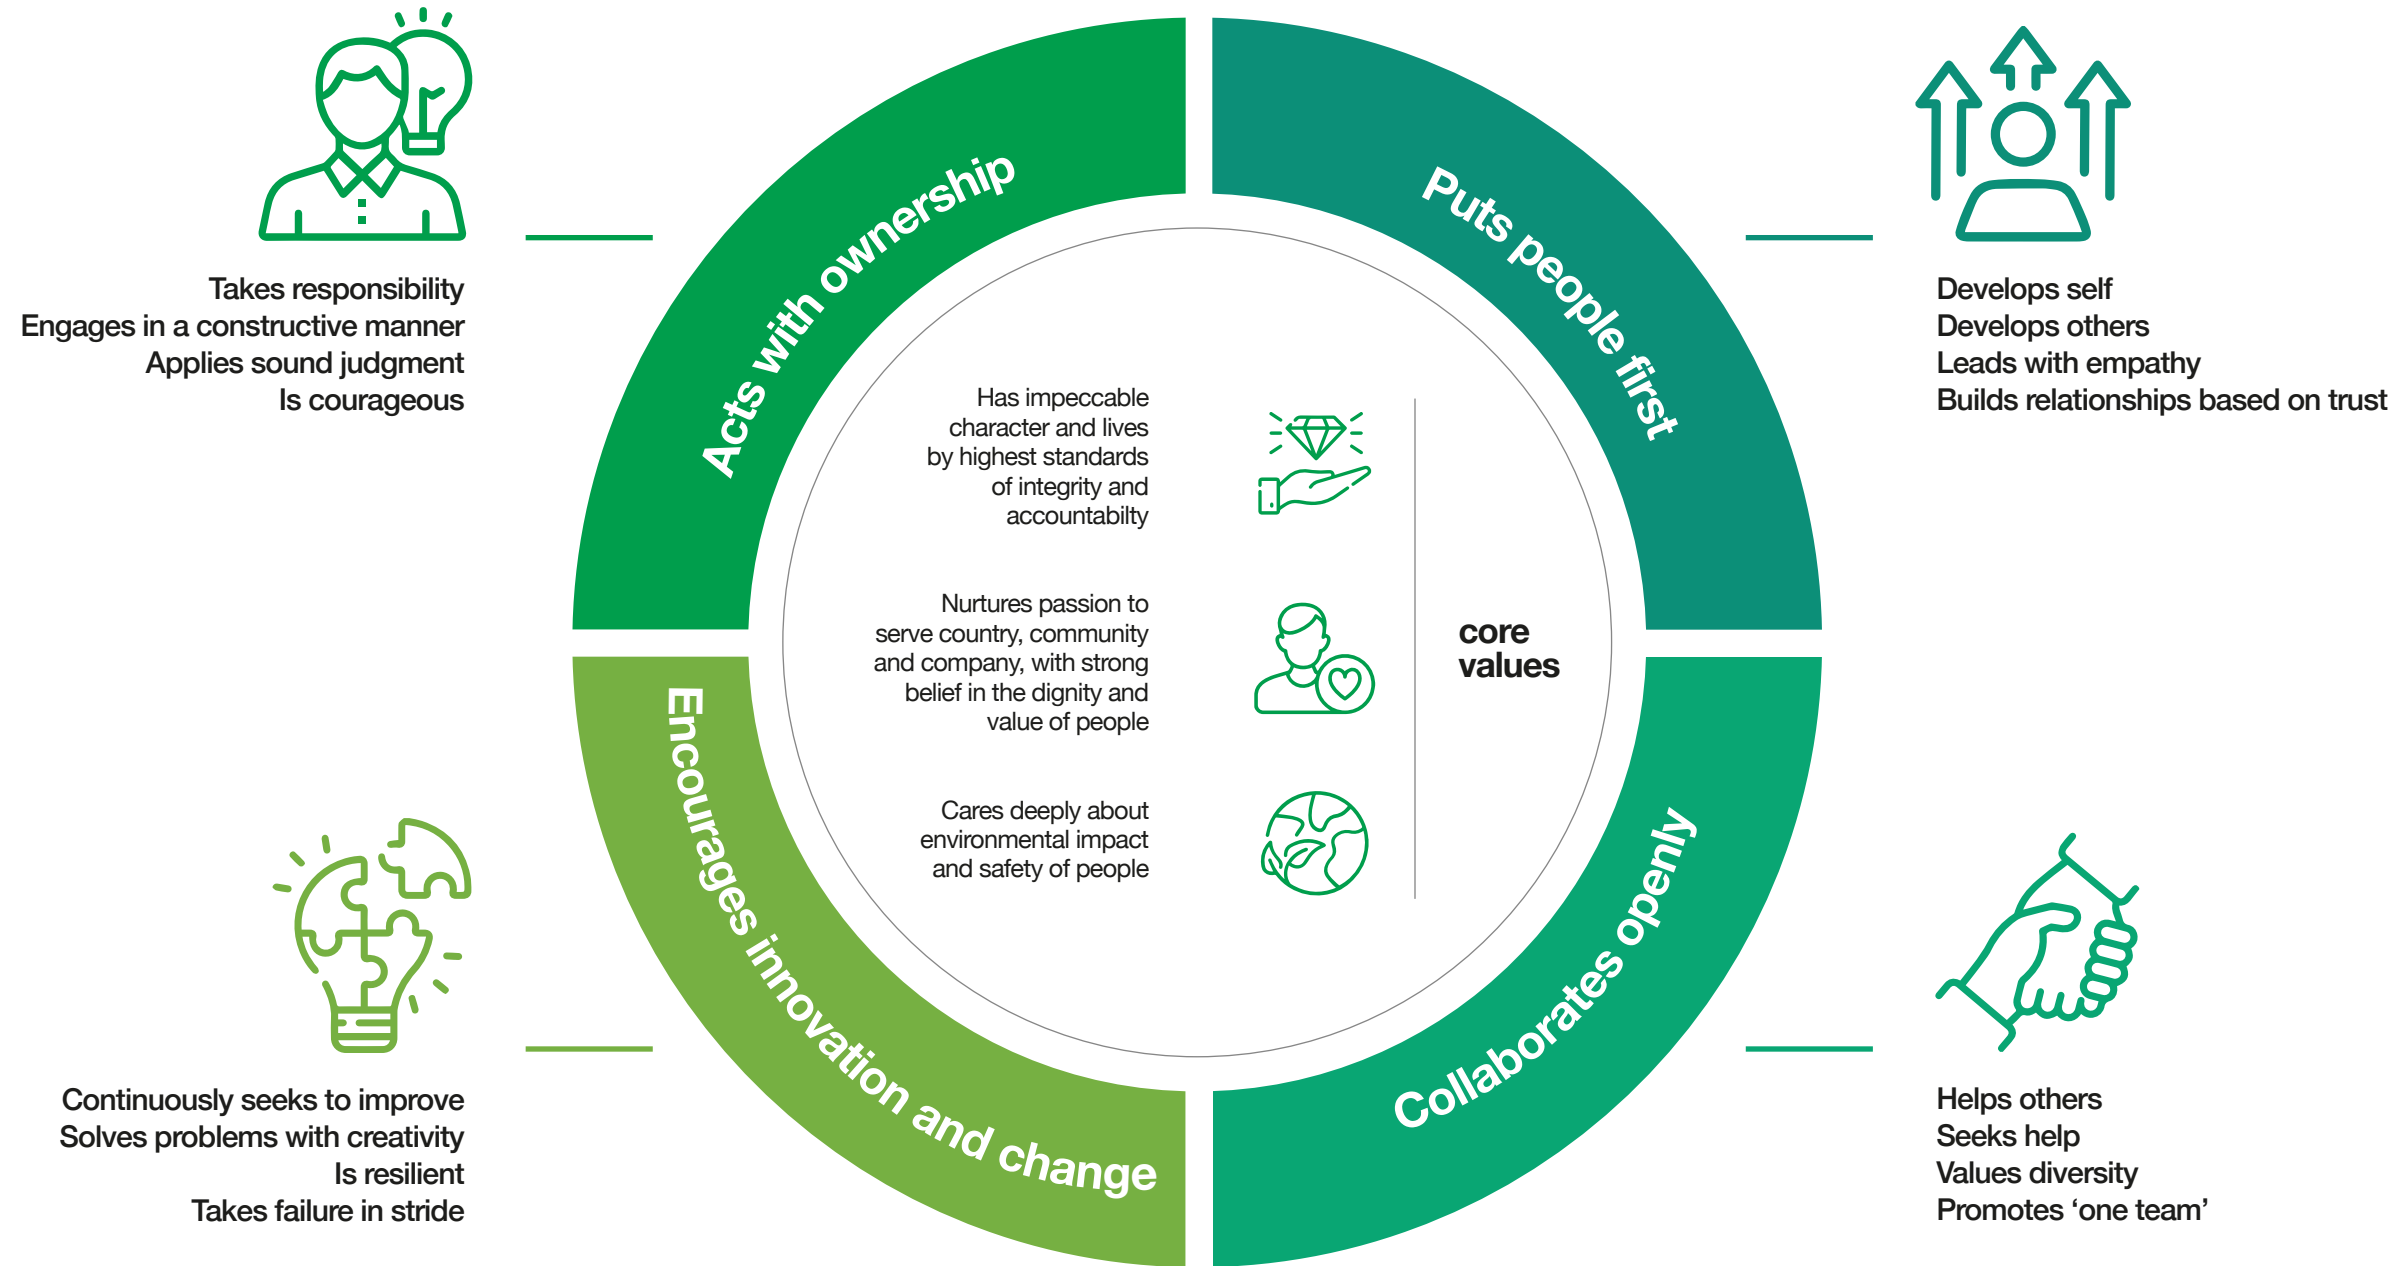 Acts with ownership
Takes responsibility
Engages in a constructive manner
Applies sound judgment
Is courageous
Puts people first
Develops self
Develops others
Leads with empathy
Builds relationships based on trust
Has impeccable
character and lives
by highest standards
of integrity and
accountabilty
Nurtures passion to
serve country, community
and company, with strong
belief in the dignity and
value of people
Cares deeply about
environmental impact
and safety of people
core
values
Encourages innovation and change
Continuously seeks to improve
Solves problems with creativity
Is resilient
Takes failure in stride
Collaborates openly
Helps others
Seeks help
Values diversity
Promotes ‘one team’